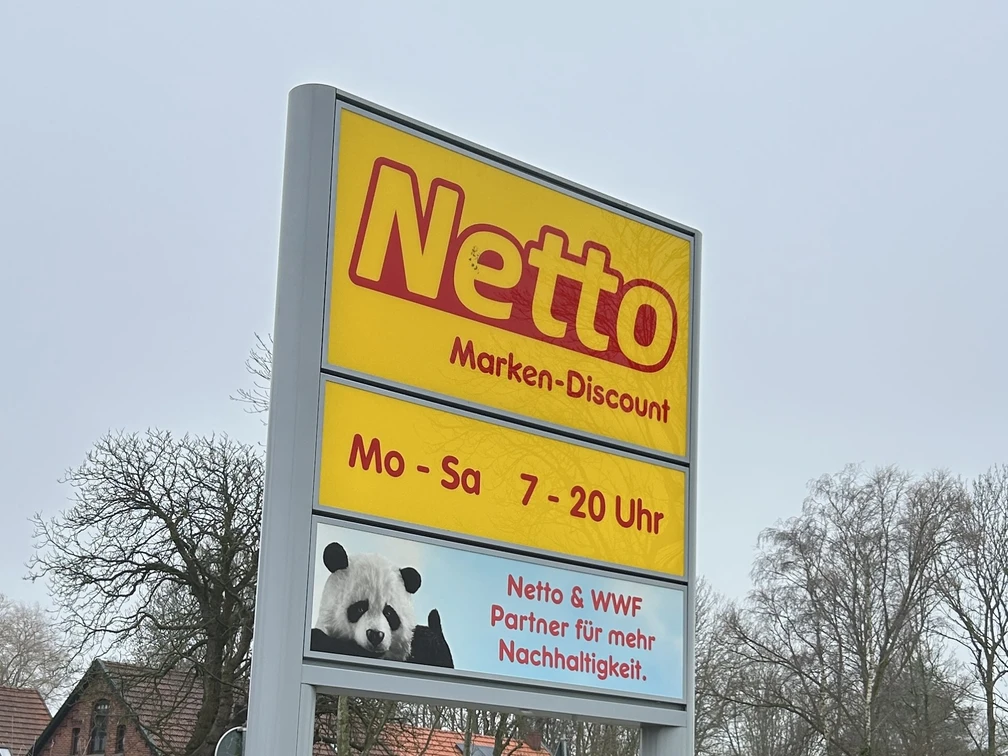 Netto
Marken-Discount
Mo - Sa 7 - 20 Uhr
Netto & WWF
Partner für mehr
Nachhaltigkeit.